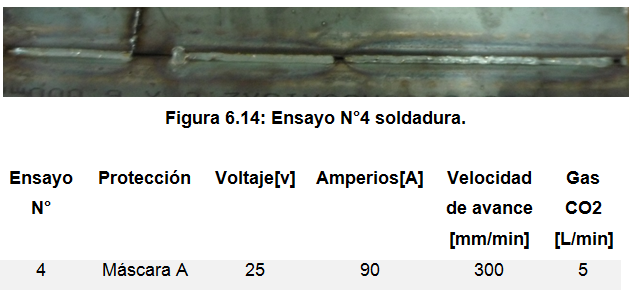 Figura 6.14: Ensayo N°4 soldadura.
Ensayo N° Protección Voltaje[v] Amperios[A] Velocidad de avance [mm/min] Gas CO2 [L/min]
4 Máscara A 25 90 300 5